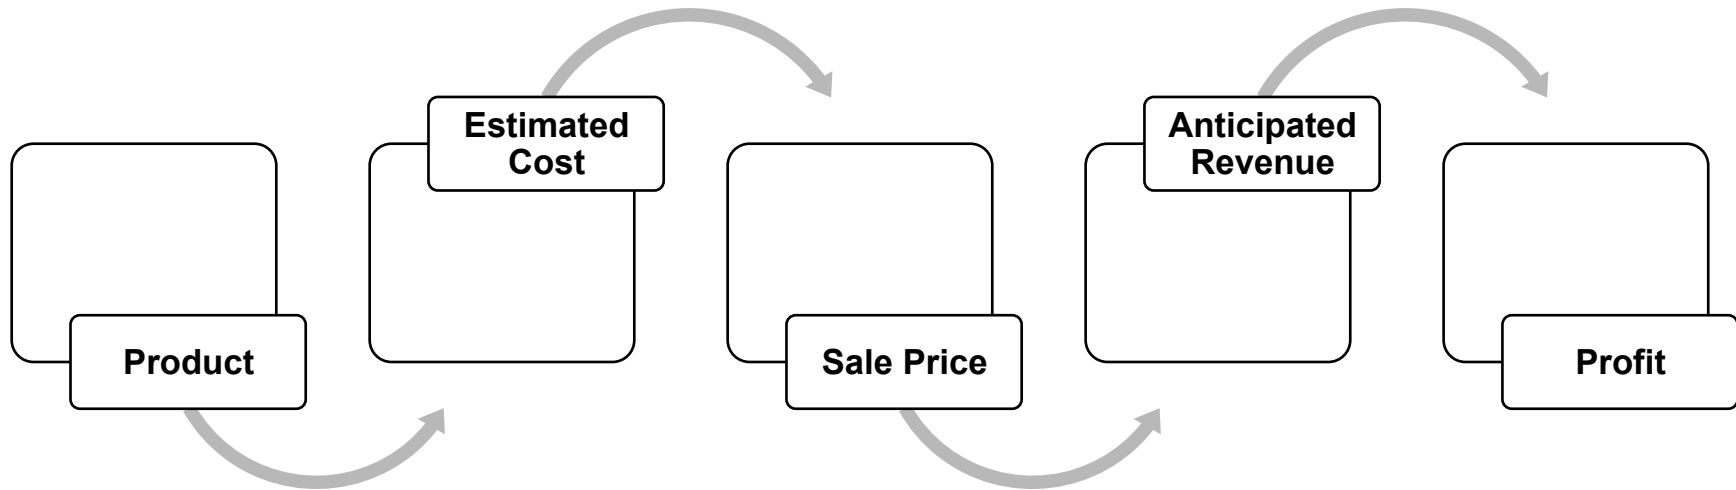 Product
Estimated
Cost
Sale Price
Anticipated
Revenue
Profit